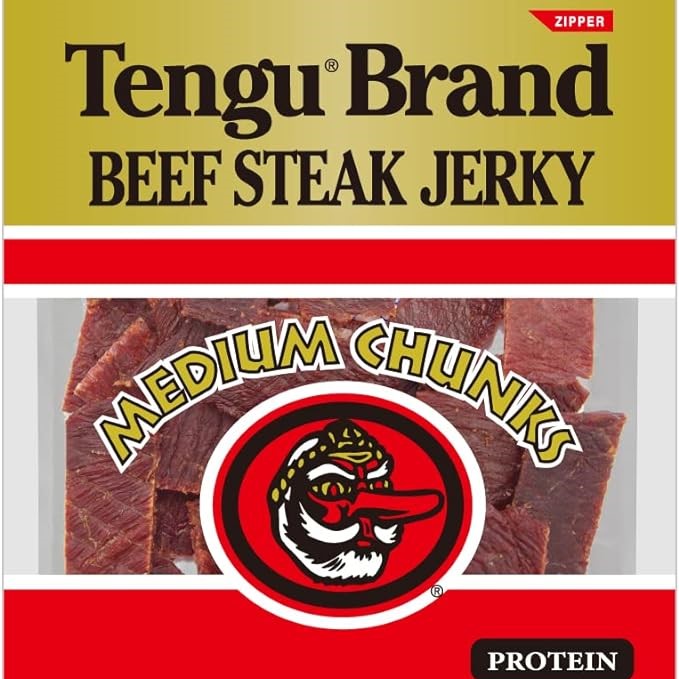 ZIPPER
Tengu® Brand
BEEF STEAK JERKY
MEDIUM CHUNKS
®
PROTEIN